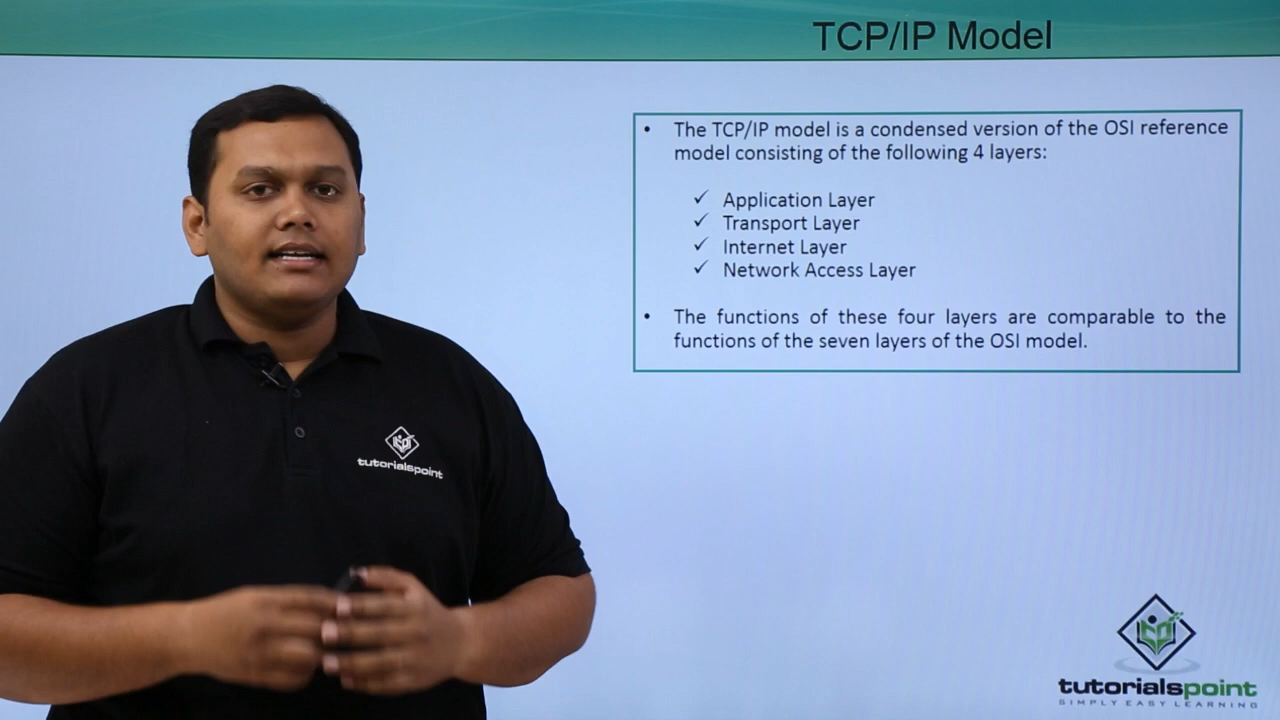 TCP/IP Model
• The TCP/IP model is a condensed version of the OSI reference
model consisting of the following 4 layers:
✓ Application Layer
✓ Transport Layer
✓ Internet Layer
✓ Network Access Layer
• The functions of these four layers are comparable to the
functions of the seven layers of the OSI model.
tutorialspoint
tutorialspoint
SIMPLY EASY LEARNING